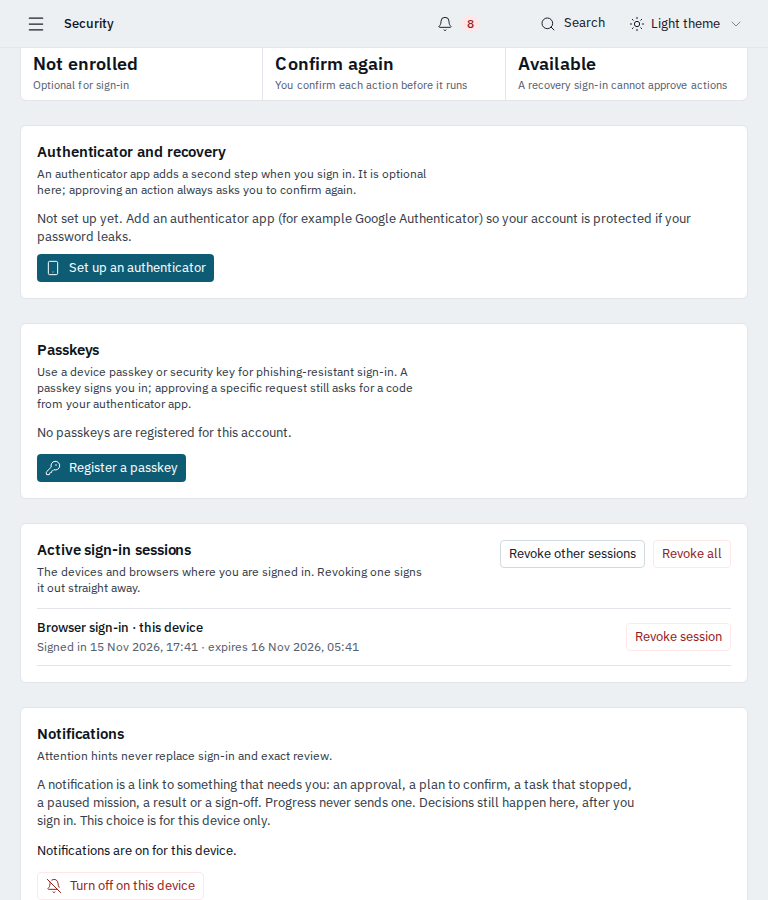 Security
8
Search
Light theme
Not enrolled
Optional for sign-in
Confirm again
You confirm each action before it runs
Available
A recovery sign-in cannot approve actions
Authenticator and recovery
An authenticator app adds a second step when you sign in. It is optional
here; approving an action always asks you to confirm again.
Not set up yet. Add an authenticator app (for example Google Authenticator) so your account is protected if your
password leaks.
Set up an authenticator
Passkeys
Use a device passkey or security key for phishing-resistant sign-in. A
passkey signs you in; approving a specific request still asks for a code
from your authenticator app.
No passkeys are registered for this account.
Register a passkey
Active sign-in sessions
Revoke other sessions
Revoke all
The devices and browsers where you are signed in. Revoking one signs
it out straight away.
Browser sign-in · this device
Signed in 15 Nov 2026, 17:41 · expires 16 Nov 2026, 05:41
Revoke session
Notifications
Attention hints never replace sign-in and exact review.
A notification is a link to something that needs you: an approval, a plan to confirm, a task that stopped,
a paused mission, a result or a sign-off. Progress never sends one. Decisions still happen here, after you
sign in. This choice is for this device only.
Notifications are on for this device.
Turn off on this device